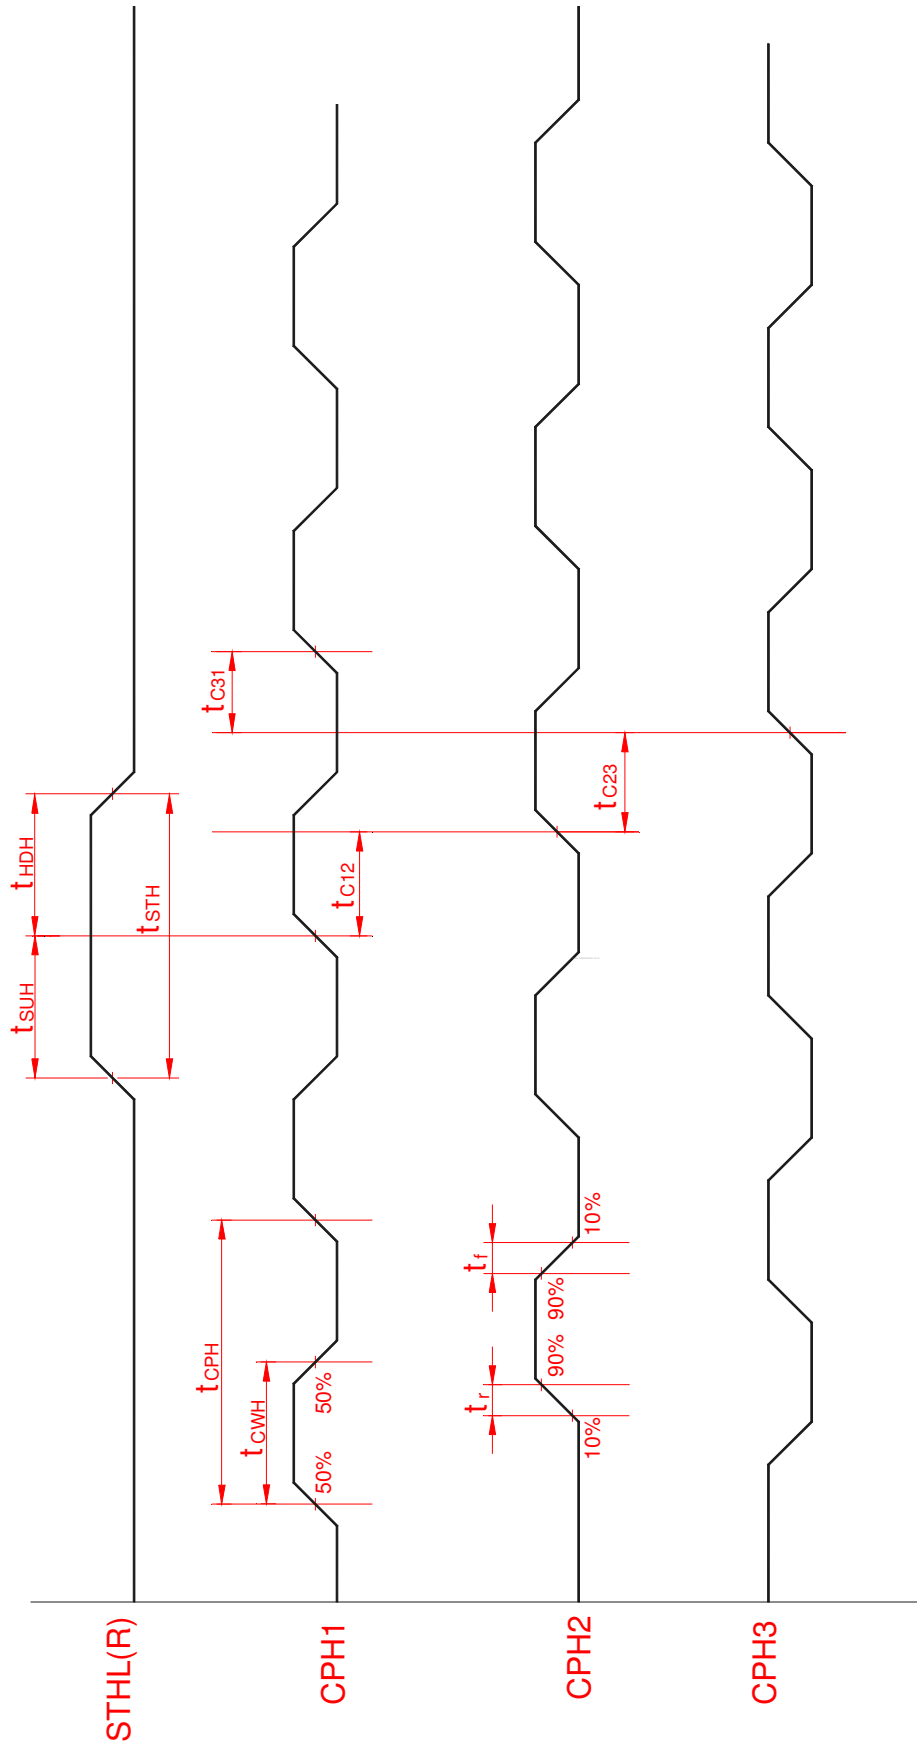 STHL(R)
tSUH
tHDH
tSTH
CPH1
tCPH
tCWH
50%
50%
tC12
tC31
CPH2
tr
tf
10%
90%
90%
10%
tC23
CPH3